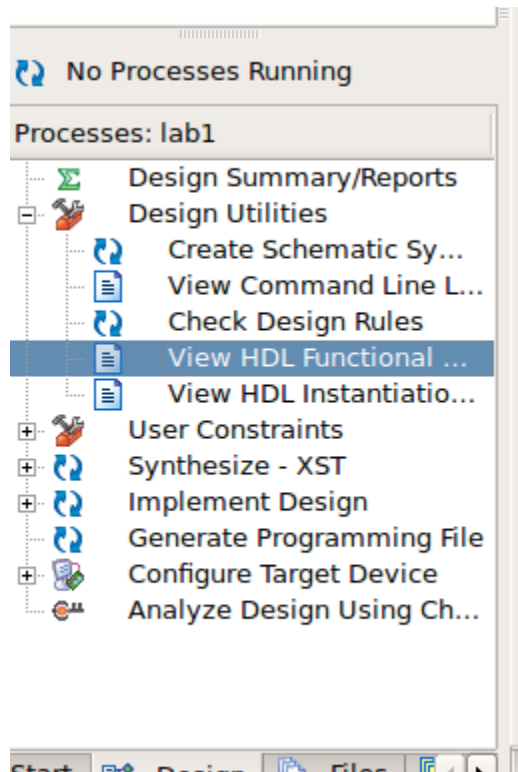 No Processes Running
Processes: lab1
Design Summary/Reports
Design Utilities
Create Schematic Sy...
View Command Line L...
Check Design Rules
View HDL Functional ...
View HDL Instantiatio...
User Constraints
Synthesize - XST
Implement Design
Generate Programming File
Configure Target Device
Analyze Design Using Ch...
Start Design Files